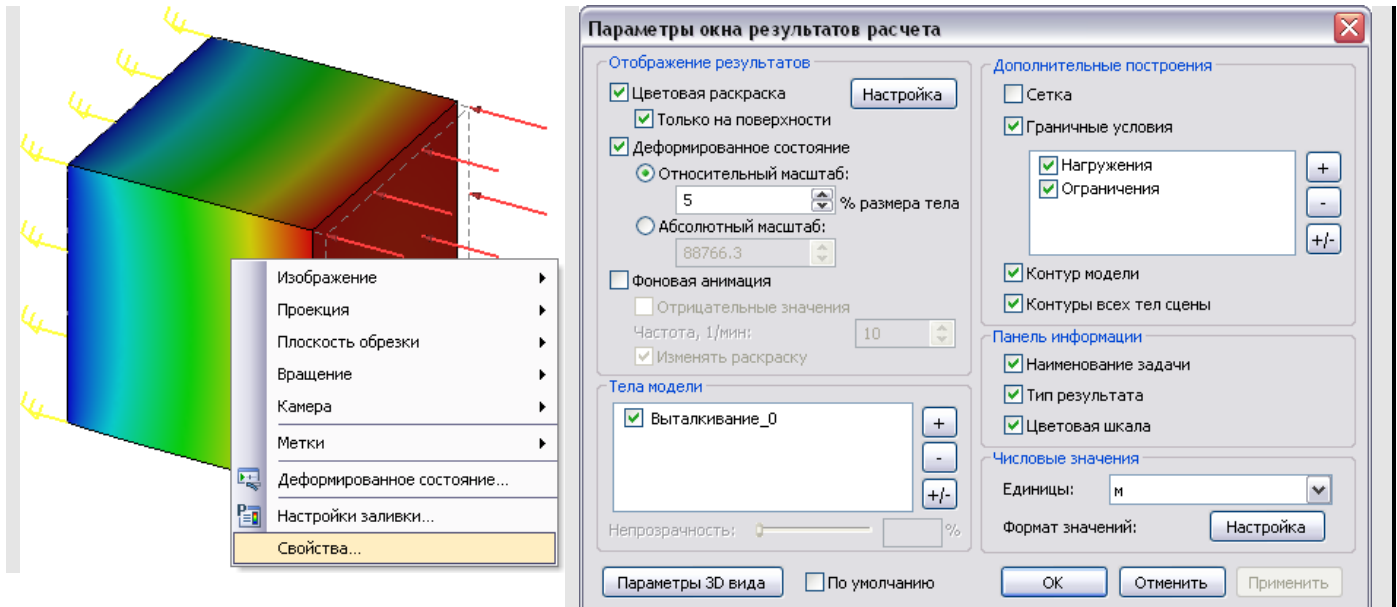 Изображение
Проекция
Плоскость обрезки
Вращение
Камера
Метки
Деформированное состояние...
Настройки заливки...
Свойства...
Параметры окна результатов расчета
Отображение результатов
Цветовая раскраска
Настройка
Только на поверхности
Деформированное состояние
Относительный масштаб:
5
% размера тела
Абсолютный масштаб:
88766.3
Фоновая анимация
Отрицательные значения
Частота, 1/мин:
10
Изменять раскраску
Тела модели
Выталкивание_0
+
-
+/-
Непрозрачность:
%
Дополнительные построения
Сетка
Граничные условия
Нагружения
Ограничения
+
-
+/-
Контур модели
Контуры всех тел сцены
Панель информации
Наименование задачи
Тип результата
Цветовая шкала
Числовые значения
Единицы:
м
Формат значений:
Настройка
Параметры 3D вида
По умолчанию
OK
Отменить
Применить